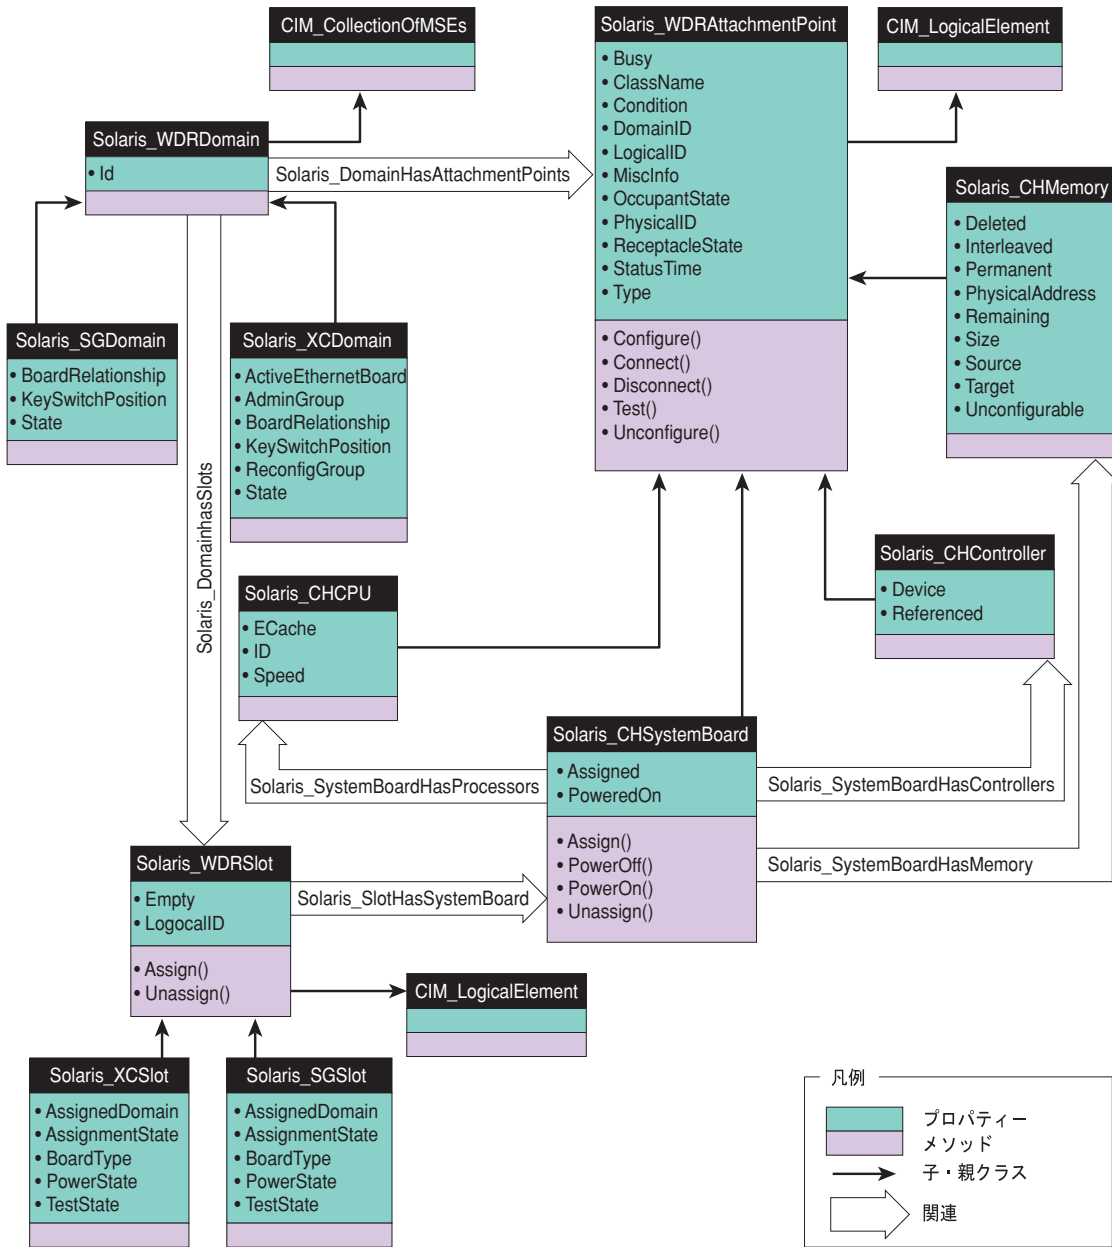 CIM_CollectionOfMSEs
Solaris_WDRAttachmentPoint
• Busy
• ClassName
• Condition
• DomainID
• LogicalID
• MiscInfo
• OccupantState
• PhysicalID
• ReceptacleState
• StatusTime
• Type
• Configure()
• Connect()
• Disconnect()
• Test()
• Unconfigure()
CIM_LogicalElement
Solaris_WDRDomain
• Id
Solaris_DomainHasAttachmentPoints
Solaris_CHMemory
• Deleted
• Interleaved
• Permanent
• PhysicalAddress
• Remaining
• Size
• Source
• Target
• Unconfigurable
Solaris_SGDomain
• BoardRelationship
• KeySwitchPosition
• State
Solaris_XCDomain
• ActiveEthernetBoard
• AdminGroup
• BoardRelationship
• KeySwitchPosition
• ReconfigGroup
• State
Solaris_DomainhasSlots
Solaris_CHController
• Device
• Referenced
Solaris_CHCPU
• ECache
• ID
• Speed
Solaris_CHSystemBoard
• Assigned
• PoweredOn
• Assign()
• PowerOff()
• PowerOn()
• Unassign()
Solaris_SystemBoardHasProcessors
Solaris_SystemBoardHasControllers
Solaris_SystemBoardHasMemory
Solaris_WDRSlot
• Empty
• LogocalID
• Assign()
• Unassign()
Solaris_SlotHasSystemBoard
CIM_LogicalElement
Solaris_XCSlot
• AssignedDomain
• AssignmentState
• BoardType
• PowerState
• TestState
Solaris_SGSlot
• AssignedDomain
• AssignmentState
• BoardType
• PowerState
• TestState
凡例
プロパティー
メソッド
子・親クラス
関連